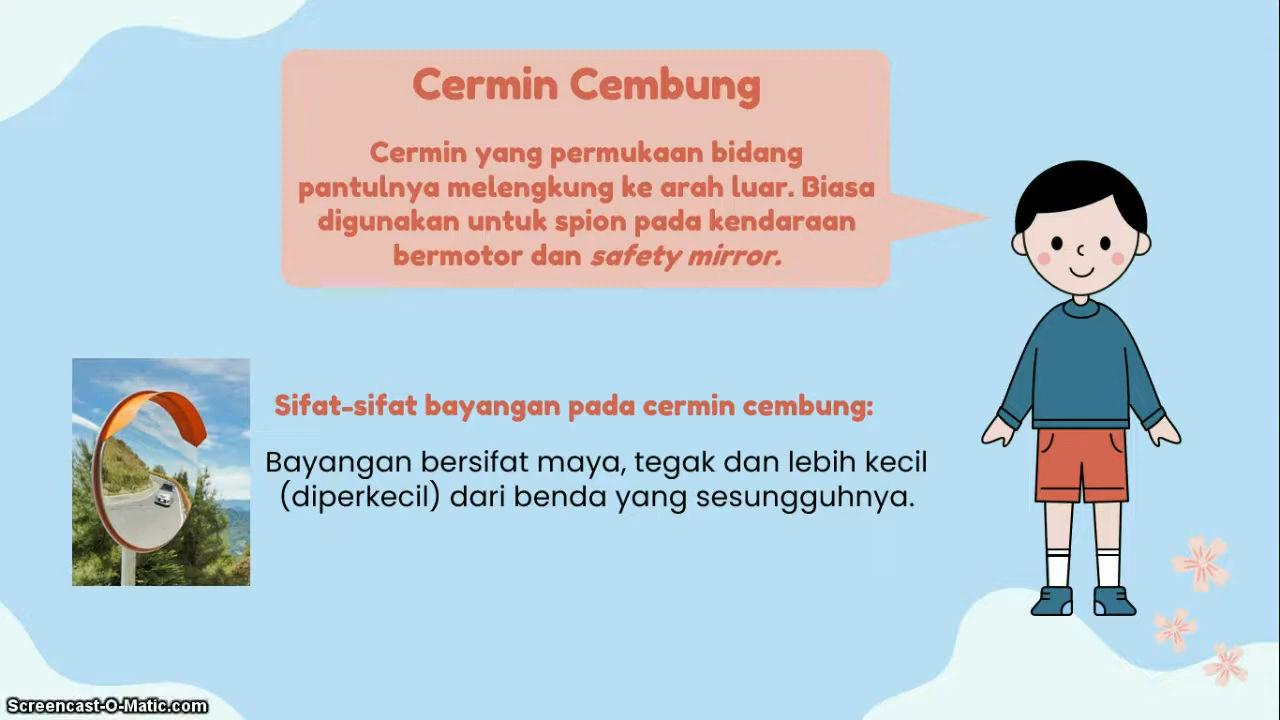 Cermin Cembung
Cermin yang permukaan bidang
pantulnya melengkung ke arah luar. Biasa
digunakan untuk spion pada kendaraan
bermotor dan safety mirror.
Sifat-sifat bayangan pada cermin cembung:
Bayangan bersifat maya, tegak dan lebih kecil
(diperkecil) dari benda yang sesungguhnya.
Screencast-O-Matic.com